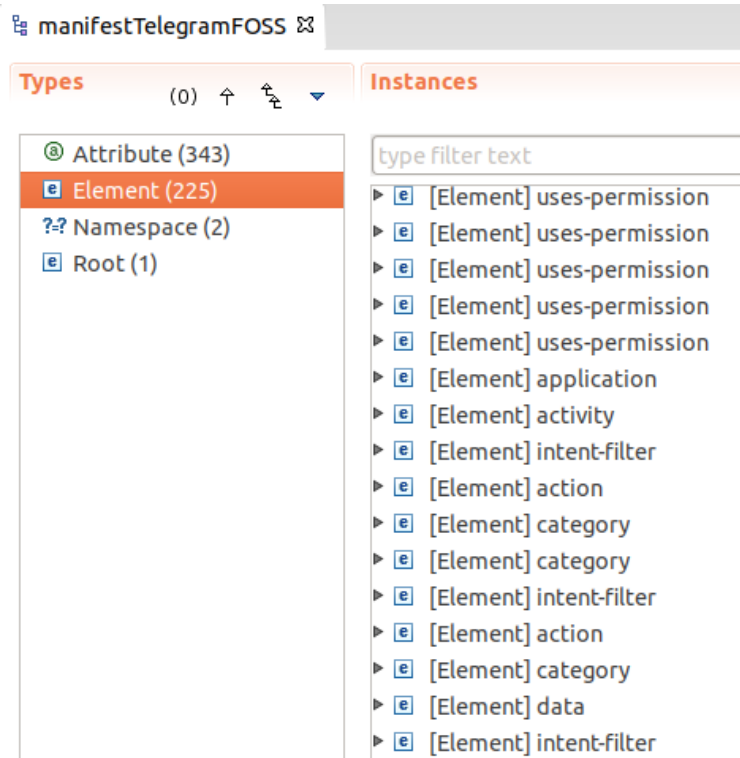 manifestTelegramFOSS
Types
(0)
Attribute (343)
Element (225)
Namespace (2)
Root (1)
Instances
type filter text
[Element] uses-permission
[Element] uses-permission
[Element] uses-permission
[Element] uses-permission
[Element] uses-permission
[Element] application
[Element] activity
[Element] intent-filter
[Element] action
[Element] category
[Element] category
[Element] intent-filter
[Element] action
[Element] category
[Element] data
[Element] intent-filter